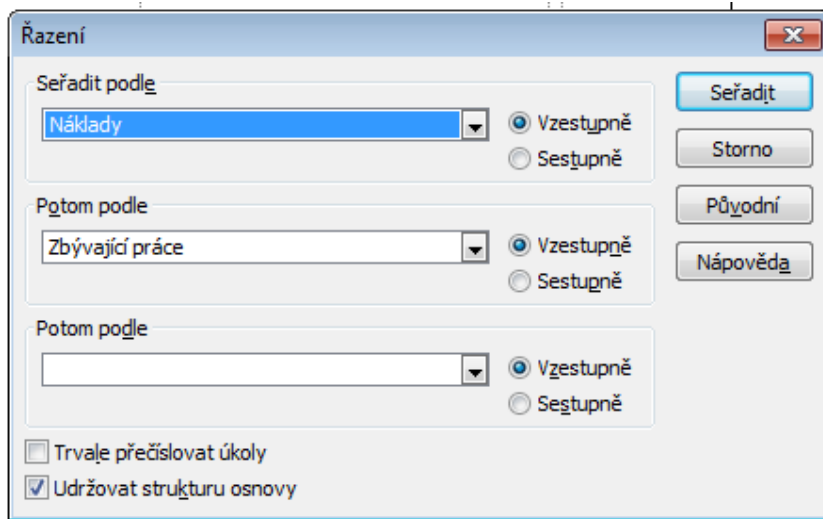 Řazení
Seřadit podle
Náklady
Vzestupně
Sestupně
Potom podle
Zbývající práce
Vzestupně
Sestupně
Potom podle
Vzestupně
Sestupně
Trvale přečíslovat úkoly
Udržovat strukturu osnovy
Seřadit
Storno
Původní
Nápověda